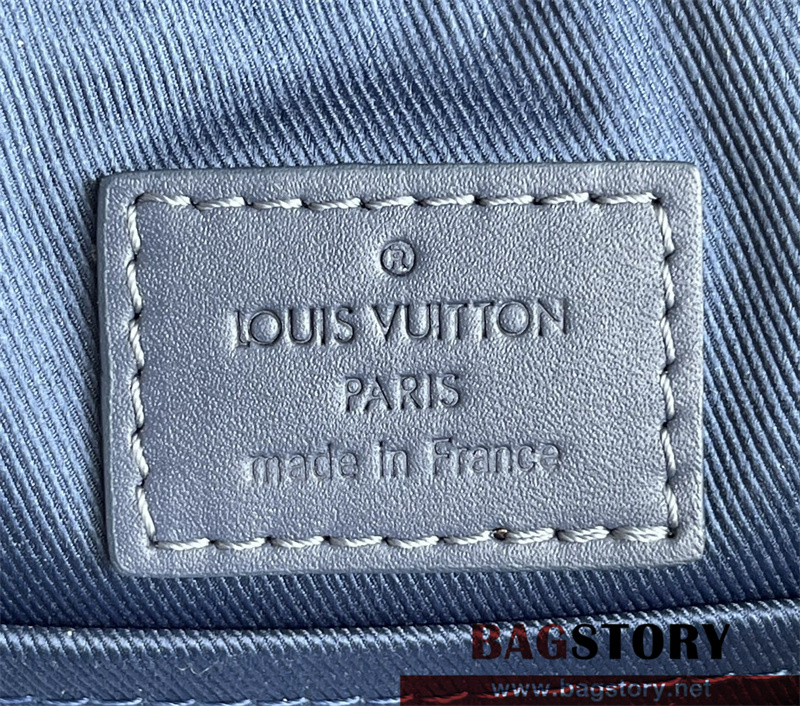 ®
LOUIS VUITTON
PARIS
made in France
BAGSTORY
www.bagstory.net